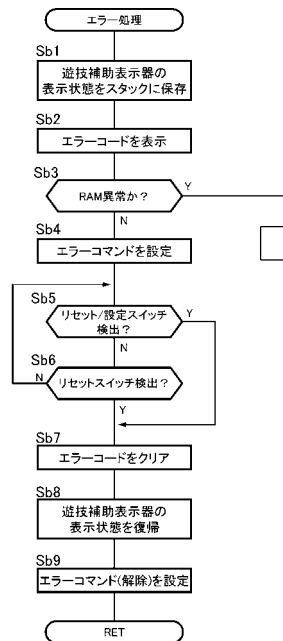 エラー処理
Sb1
遊技補助表示器の
表示状態をスタックに保存
Sb2
エラーコードを表示
Sb3
RAM異常か?
Y
N
Sb4
エラーコマンドを設定
Sb5
リセット/設定スイッチ
検出?
Y
N
Sb6
N
リセットスイッチ検出?
Y
Sb7
エラーコードをクリア
Sb8
遊技補助表示器の
表示状態を復帰
Sb9
エラーコマンド(解除)を設定
RET